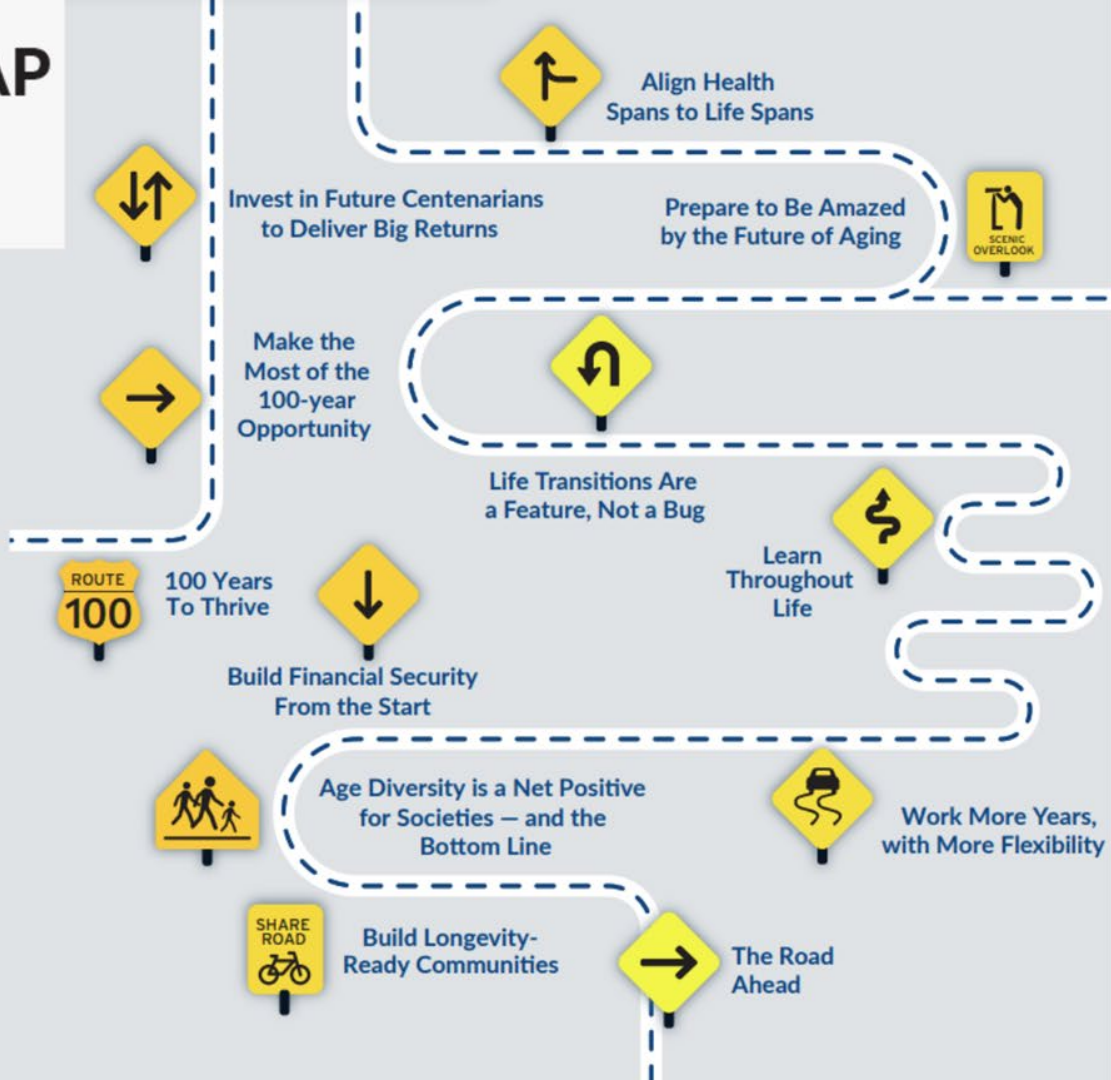 AP
Align Health
Spans to Life Spans
Invest in Future Centenarians
to Deliver Big Returns
Prepare to Be Amazed
by the Future of Aging
SCENIC
OVERLOOK
Make the
Most of the
100-year
Opportunity
Life Transitions Are
a Feature, Not a Bug
Learn
Throughout
Life
ROUTE
100
100 Years
To Thrive
Build Financial Security
From the Start
Age Diversity is a Net Positive
for Societies — and the
Bottom Line
Work More Years,
with More Flexibility
SHARE
ROAD
Build Longevity-
Ready Communities
The Road
Ahead